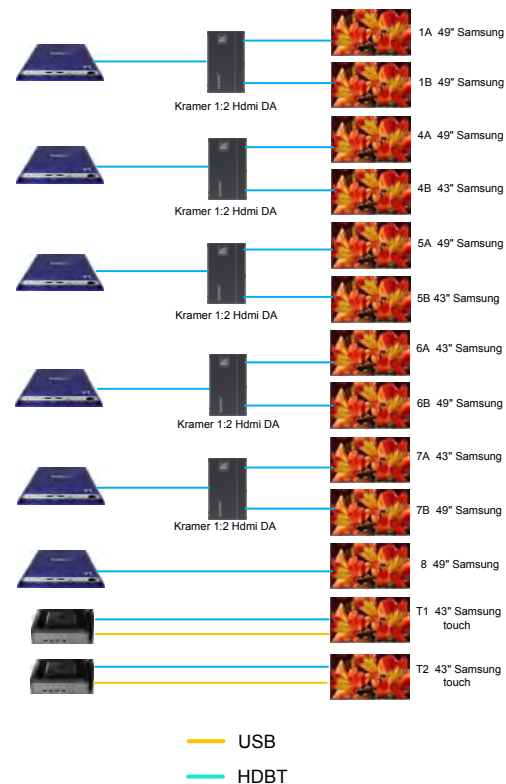 1A 49" Samsung
Kramer 1:2 Hdmi DA
1B 49" Samsung
4A 49" Samsung
4B 43" Samsung
Kramer 1:2 Hdmi DA
5A 49" Samsung
5B 43" Samsung
Kramer 1:2 Hdmi DA
6A 43" Samsung
6B 49" Samsung
Kramer 1:2 Hdmi DA
7A 43" Samsung
7B 49" Samsung
Kramer 1:2 Hdmi DA
8 49" Samsung
T1 43" Samsung
touch
T2 43" Samsung
touch
USB
HDBT